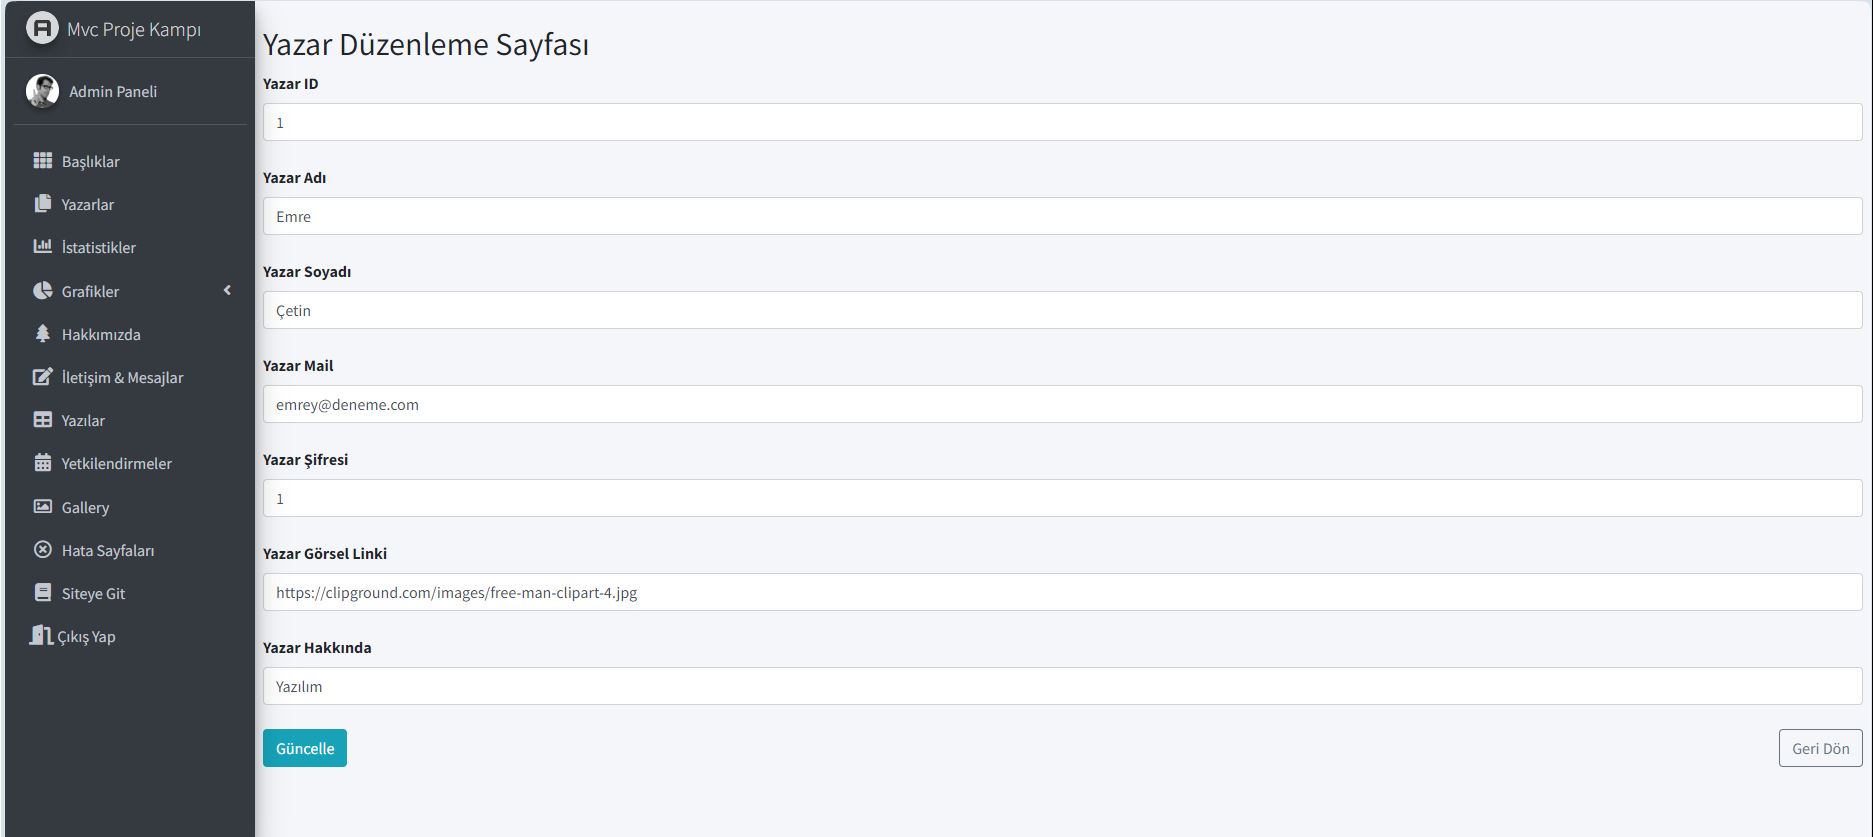 Mvc Proje Kampı
Admin Paneli
Başlıklar
Yazarlar
İstatistikler
Grafikler
Hakkımızda
İletişim & Mesajlar
Yazılar
Yetkilendirmeler
Gallery
Hata Sayfaları
Siteye Git
Çıkış Yap
Yazar Düzenleme Sayfası
Yazar ID
1
Yazar Adı
Emre
Yazar Soyadı
Çetin
Yazar Mail
emrey@deneme.com
Yazar Şifresi
1
Yazar Görsel Linki
https://clipground.com/images/free-man-clipart-4.jpg
Yazar Hakkında
Yazılım
Güncelle
Geri Dön